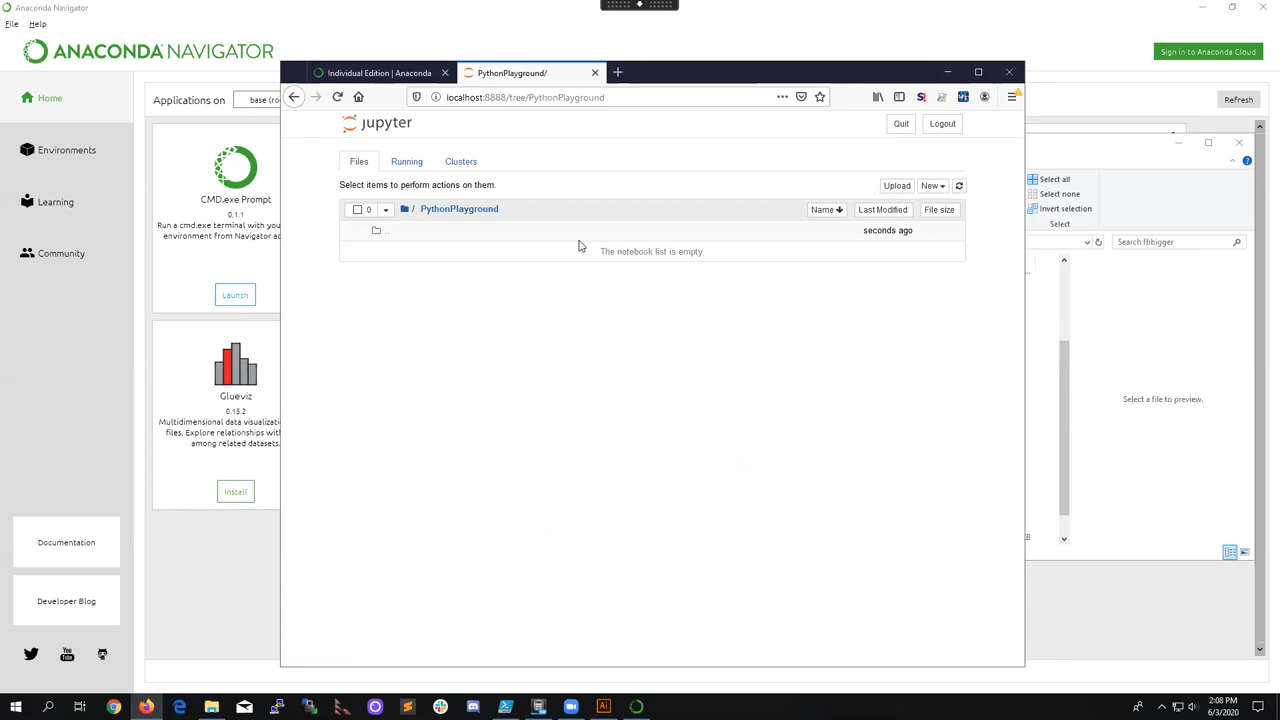 Anaconda Navigator
File Help
ANACONDA NAVIGATOR
Sign in to Anaconda Cloud
Home
Environments
Learning
Community
Documentation
Developer Blog
Applications on
base (ro
Refresh
CMD.exe Prompt
0.1.1
Run a cmd.exe terminal with you
environment from Navigator a
Launch
Glueviz
0.15.2
Multidimensional data visualizatio
files. Explore relationships with
among related datasets.
Install
Individual Edition | Anaconda
PythonPlayground/
localhost:8888/tree/PythonPlayground
jupyter
Quit
Logout
Files
Running
Clusters
Select items to perform actions on them.
Upload
New
0
/ PythonPlayground
Name
Last Modified
File size
..
seconds ago
The notebook list is empty.
Select all
Select none
Invert selection
Select
Search fbbigger
Select a file to preview.
2:08 PM
6/3/2020